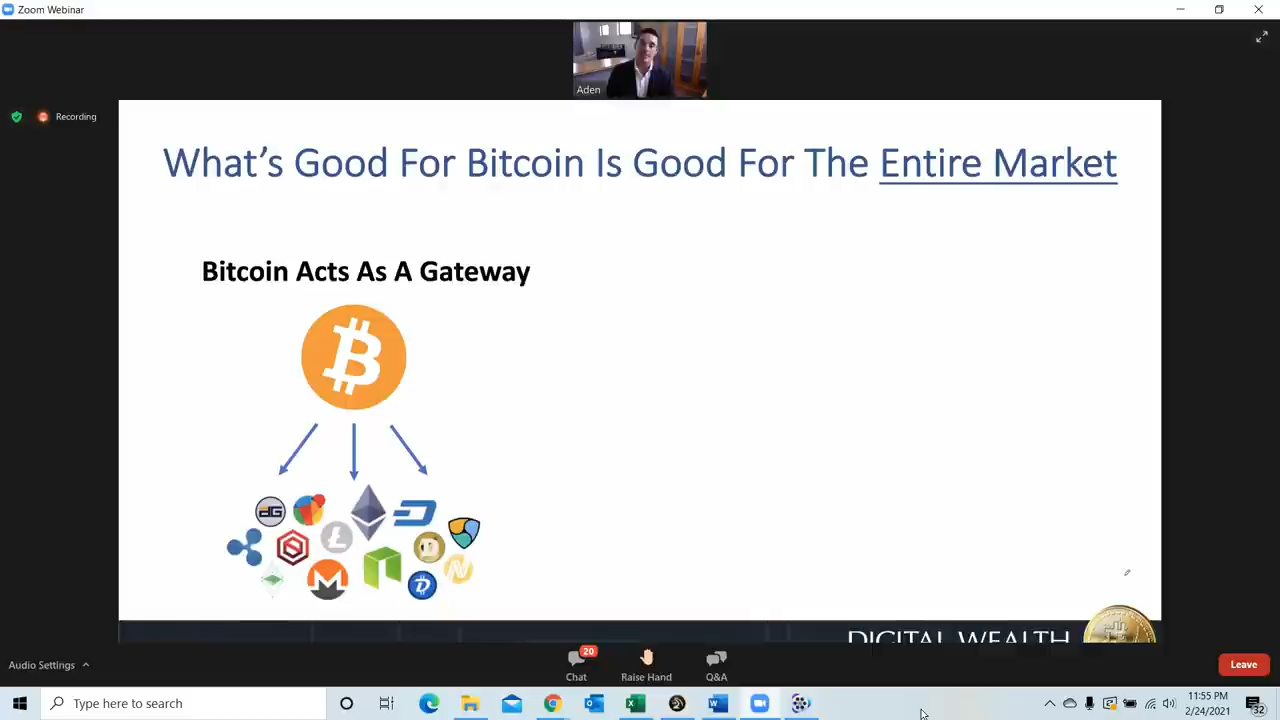 Zoom Webinar
Aden
Recording
What's Good For Bitcoin Is Good For The Entire Market
Bitcoin Acts As A Gateway
DIGITAL WEALTH
Audio Settings
20
Chat
Raise Hand
Q&A
Leave
Type here to search
11:55 PM
2/24/2021
32